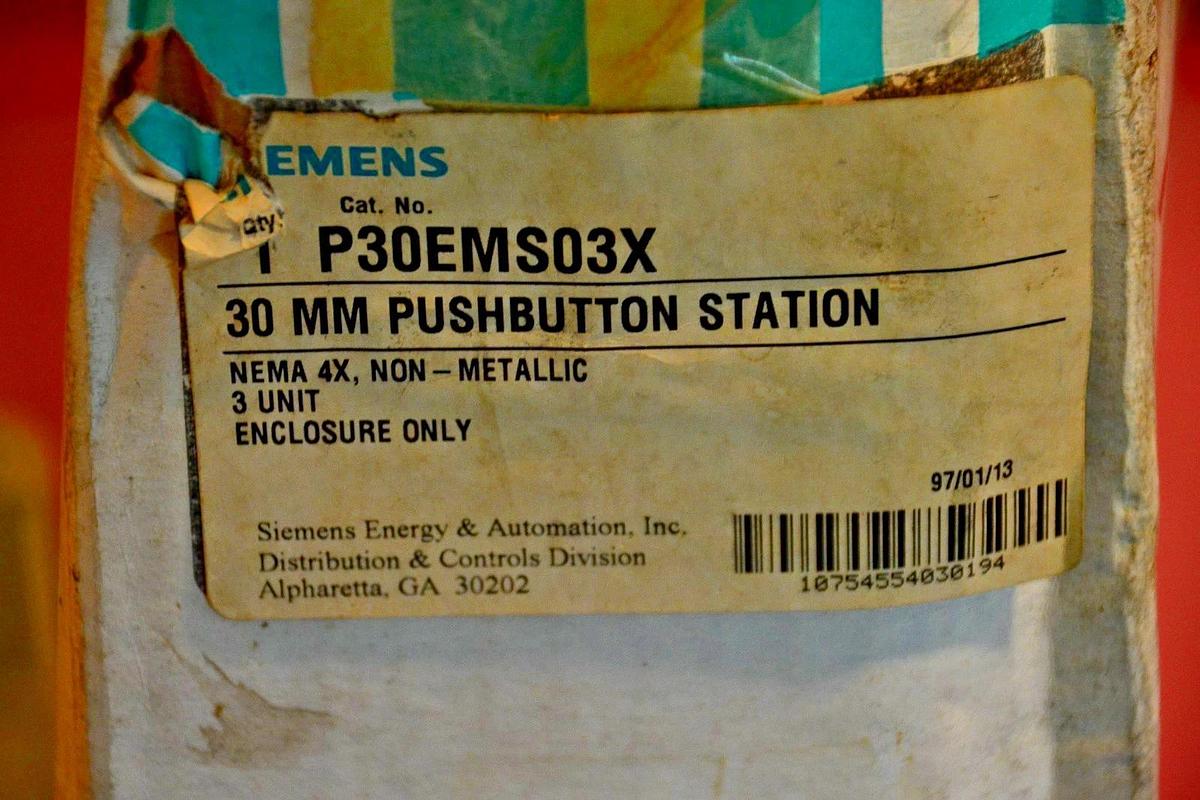 EMENS
Cat. No.
Qty
1 P30EMS03X
30 MM PUSHBUTTON STATION
NEMA 4X, NON-METALLIC
3 UNIT
ENCLOSURE ONLY
97/01/13
Siemens Energy & Automation, Inc.
Distribution & Controls Division
Alpharetta, GA 30202
10754554030194